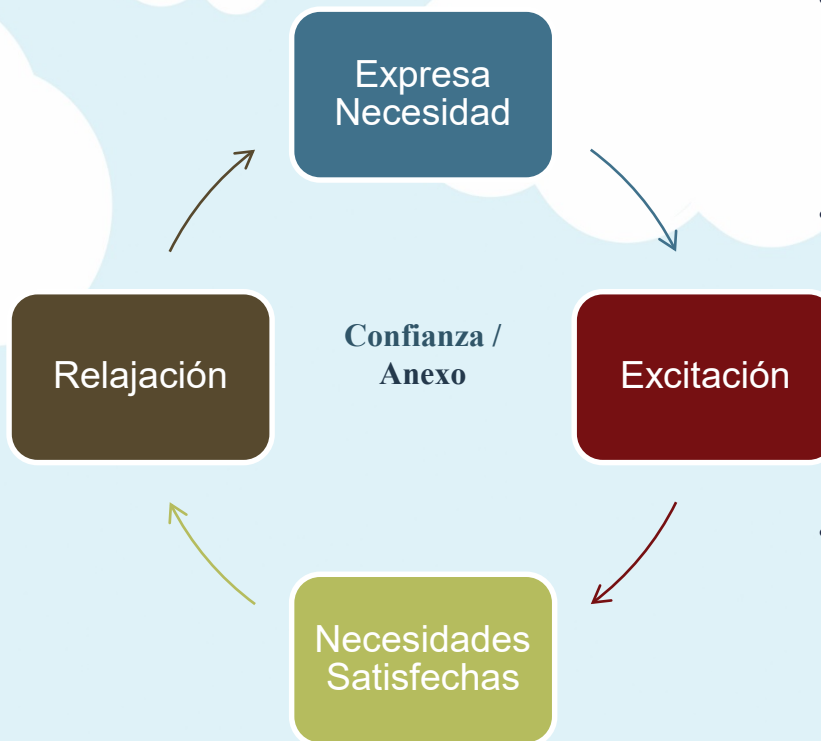 Expresa
Necesidad
Relajación
Confianza /
Anexo
Excitación
Necesidades
Satisfechas